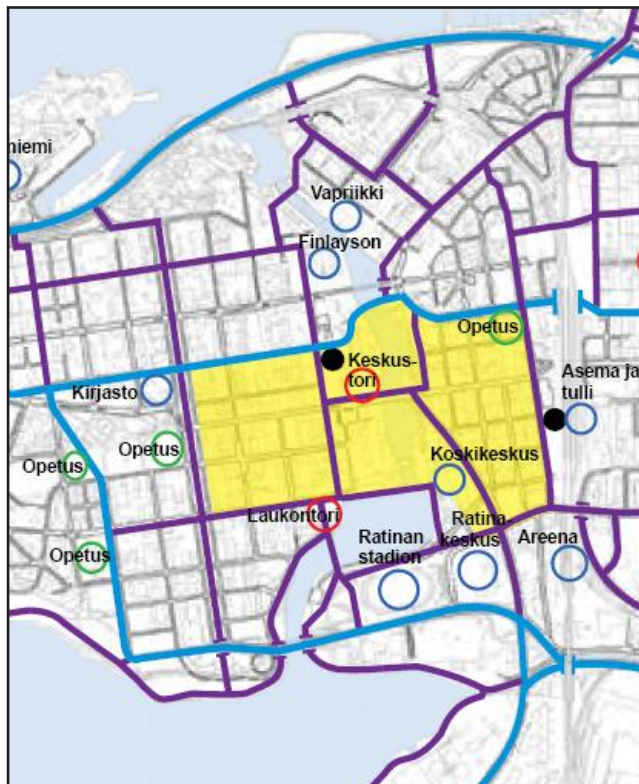 niemi
Vapriikki
Finlayson
Opetus
Keskus-
tori
Asema ja
tulli
Kirjasto
Opetus
Opetus
Koskikeskus
Laukontori
Ratinan
stadion
Ratina-
keskus
Areena
Opetus